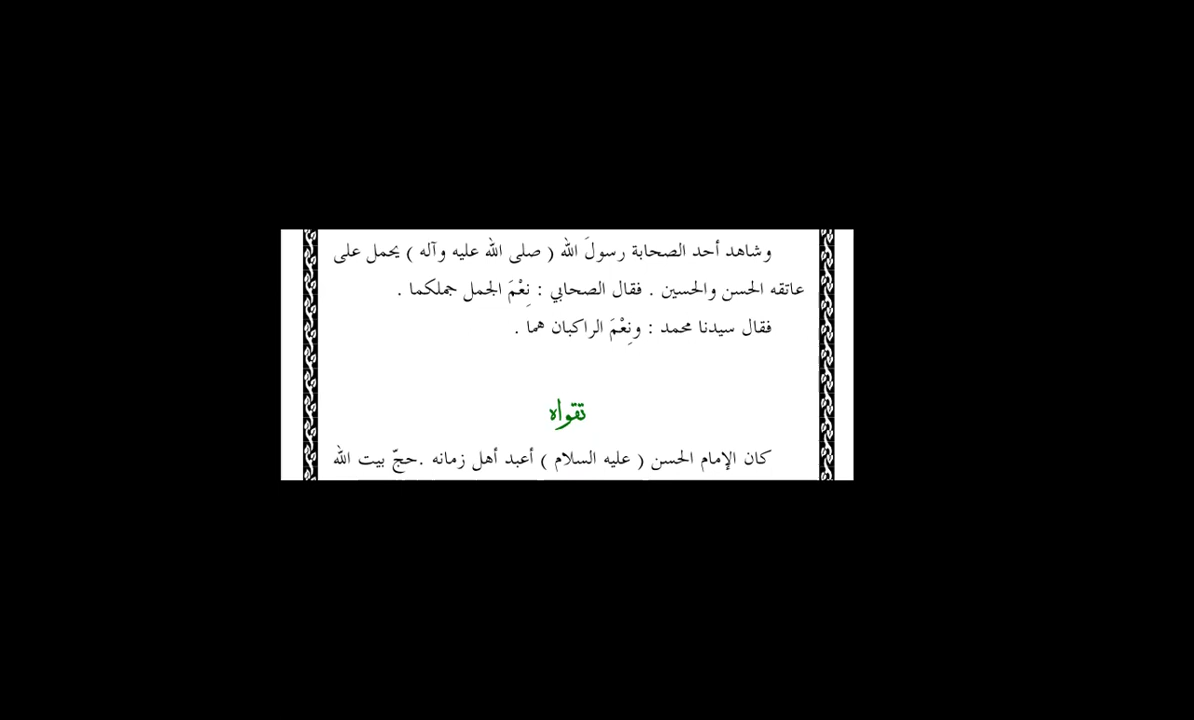 وشاهد أحد الصحابة رسولَ الله ( صلى الله عليه وآله ) يحمل على
عاتقه الحسن والحسين . فقال الصحابي : نِعْمَ الجمل جملكما .
فقال سيدنا محمد : ونِعْمَ الراكبان هما .
تقواه
كان الإمام الحسن ( عليه السلام ) أعبد أهل زمانه .حجّ بيت الله